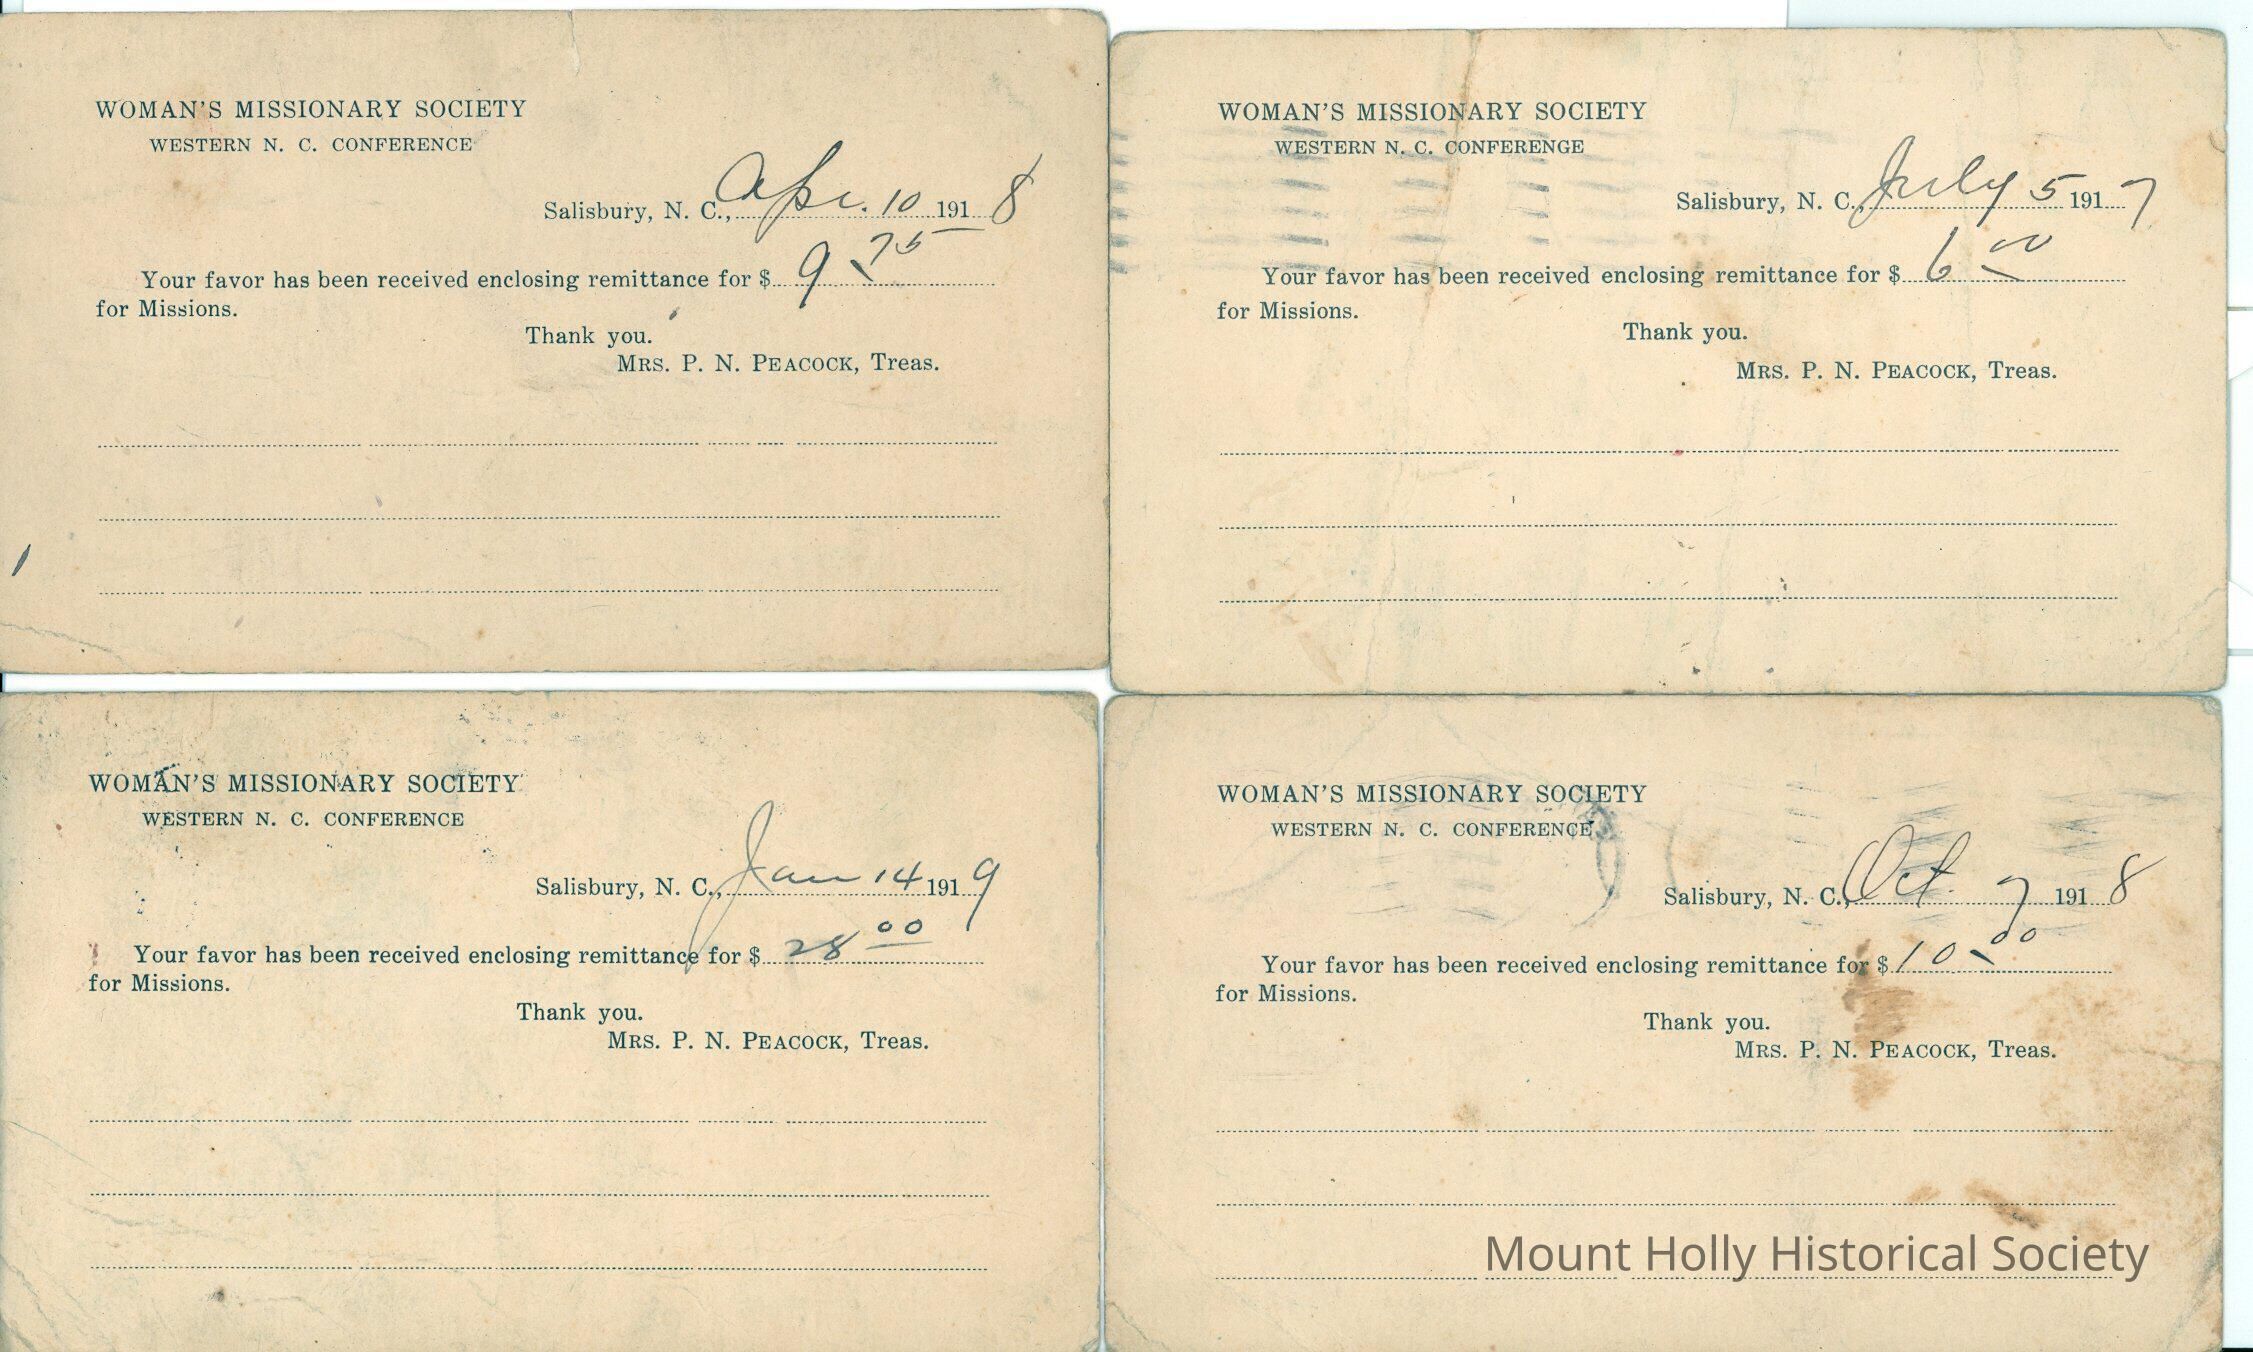 WOMAN'S MISSIONARY SOCIETY
WESTERN N. C. CONFERENCE
Salisbury, N. C., Apr. 10 1918
Your favor has been received enclosing remittance for $ 9 75
for Missions.
Thank you.
MRS. P. N. PEACOCK, Treas.
WOMAN'S MISSIONARY SOCIETY
WESTERN N. C. CONFERENGE
Salisbury, N. C., July 5 1917
Your favor has been received enclosing remittance for $ 6 00
for Missions.
Thank you.
MRS. P. N. PEACOCK, Treas.
WOMAN'S MISSIONARY SOCIETY
WESTERN N. C. CONFERENCE
Salisbury, N. C., Jan 14 1919
Your favor has been received enclosing remittance for $ 28 00
for Missions.
Thank you.
MRS. P. N. PEACOCK, Treas.
WOMAN'S MISSIONARY SOCIETY
WESTERN N. C. CONFERENCE
Salisbury, N. C., Oct. 7 1918
Your favor has been received enclosing remittance for $ 10 00
for Missions.
Thank you.
MRS. P. N. PEACOCK, Treas.
Mount Holly Historical Society